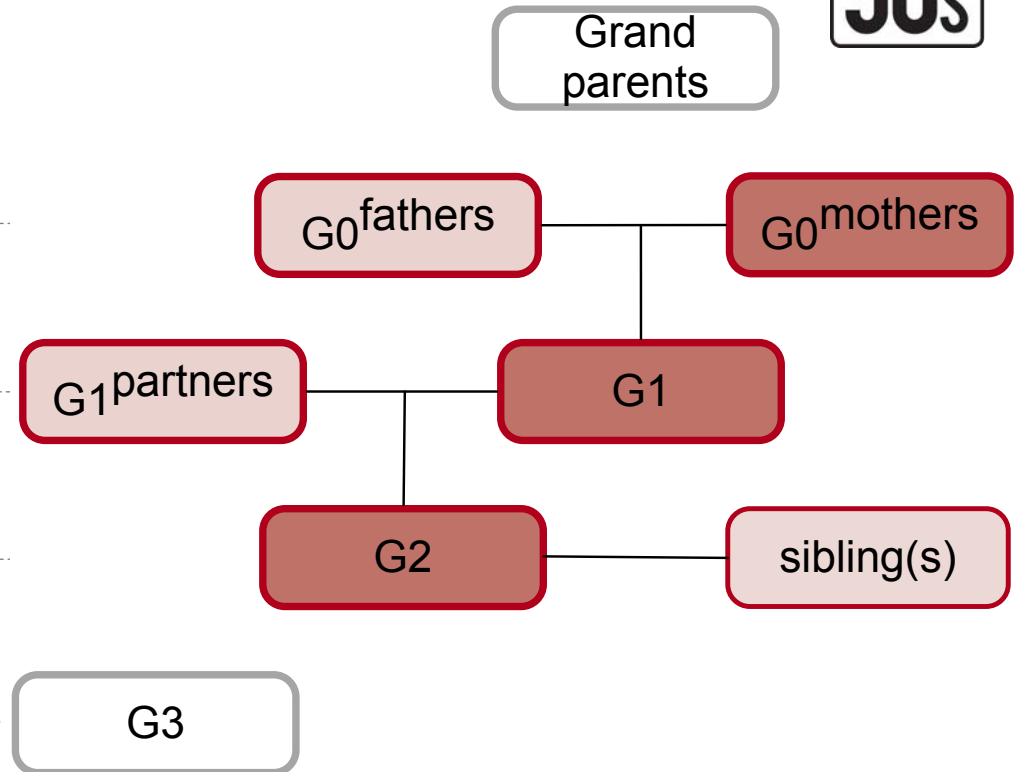 Grand
parents
G0fathers
G0mothers
G1partners
G1
G2
sibling(s)
G3